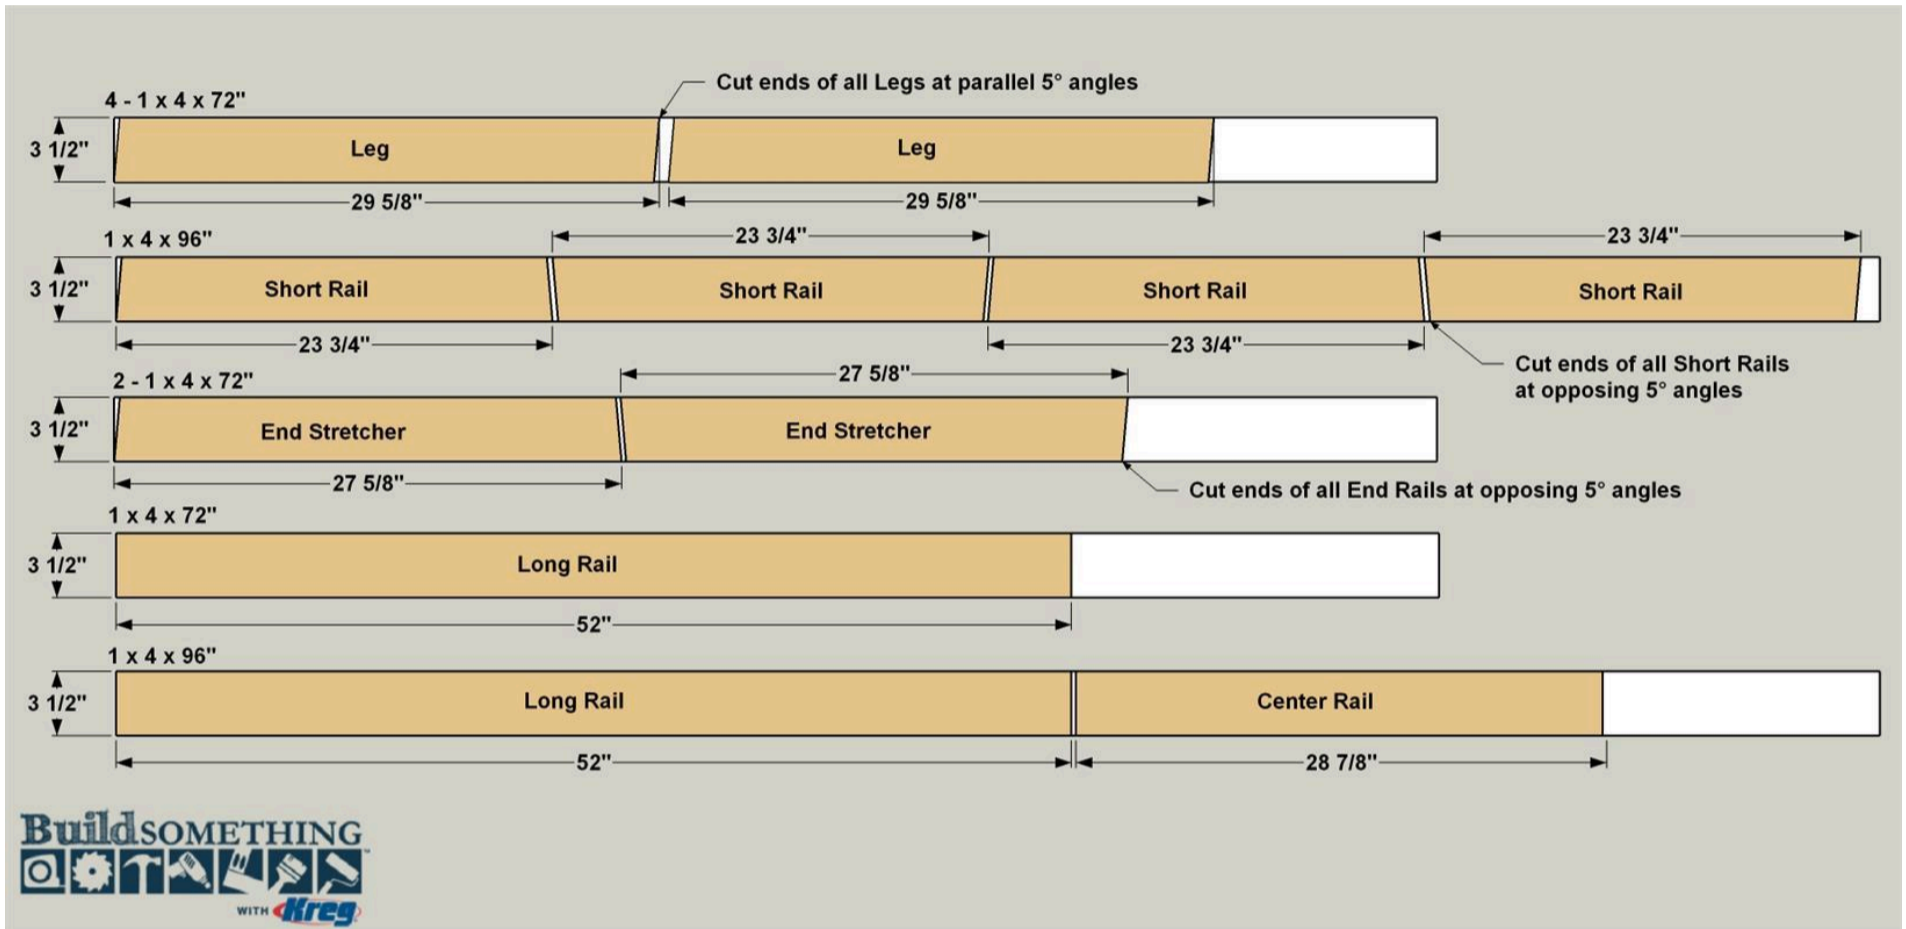 Cut ends of all Legs at parallel 5° angles
4 - 1 x 4 x 72"
3 1/2"
Leg
Leg
29 5/8"
29 5/8"
1 x 4 x 96"
23 3/4"
23 3/4"
3 1/2"
Short Rail
Short Rail
Short Rail
Short Rail
23 3/4"
23 3/4"
Cut ends of all Short Rails
at opposing 5° angles
2 - 1 x 4 x 72"
27 5/8"
3 1/2"
End Stretcher
End Stretcher
27 5/8"
Cut ends of all End Rails at opposing 5° angles
1 x 4 x 72"
3 1/2"
Long Rail
52"
1 x 4 x 96"
3 1/2"
Long Rail
Center Rail
52"
28 7/8"
BuildSOMETHING
WITH Kreg